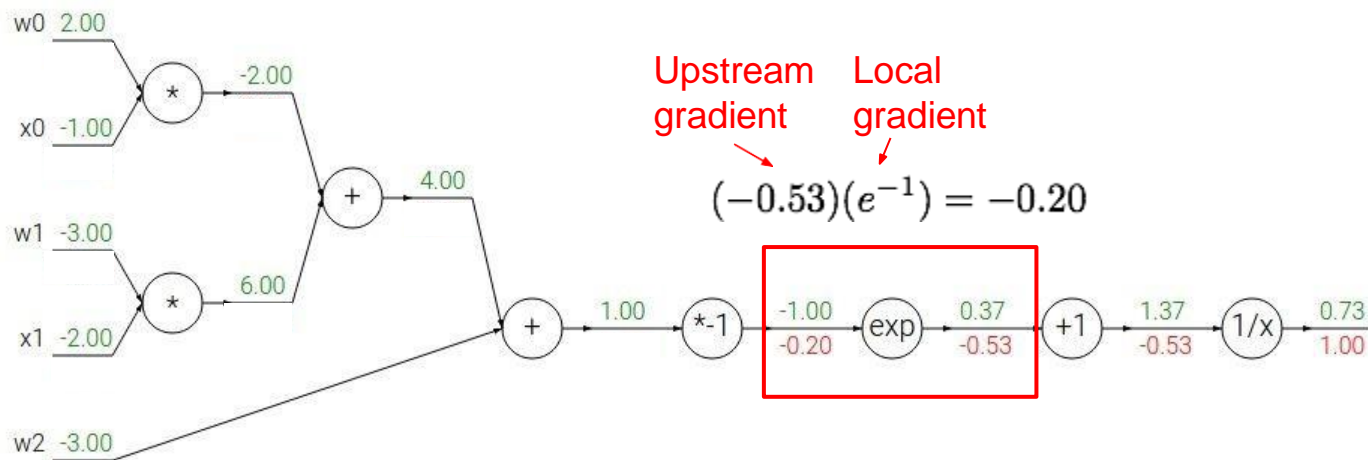 w0 2.00
*
-2.00
x0 -1.00
Upstream gradient
Local gradient
(-0.53)(e^{-1}) = -0.20
+
4.00
w1 -3.00
*
6.00
x1 -2.00
+
1.00
*-1
-1.00
-0.20
exp
0.37
-0.53
+1
1.37
-0.53
1/x
0.73
1.00
w2 -3.00